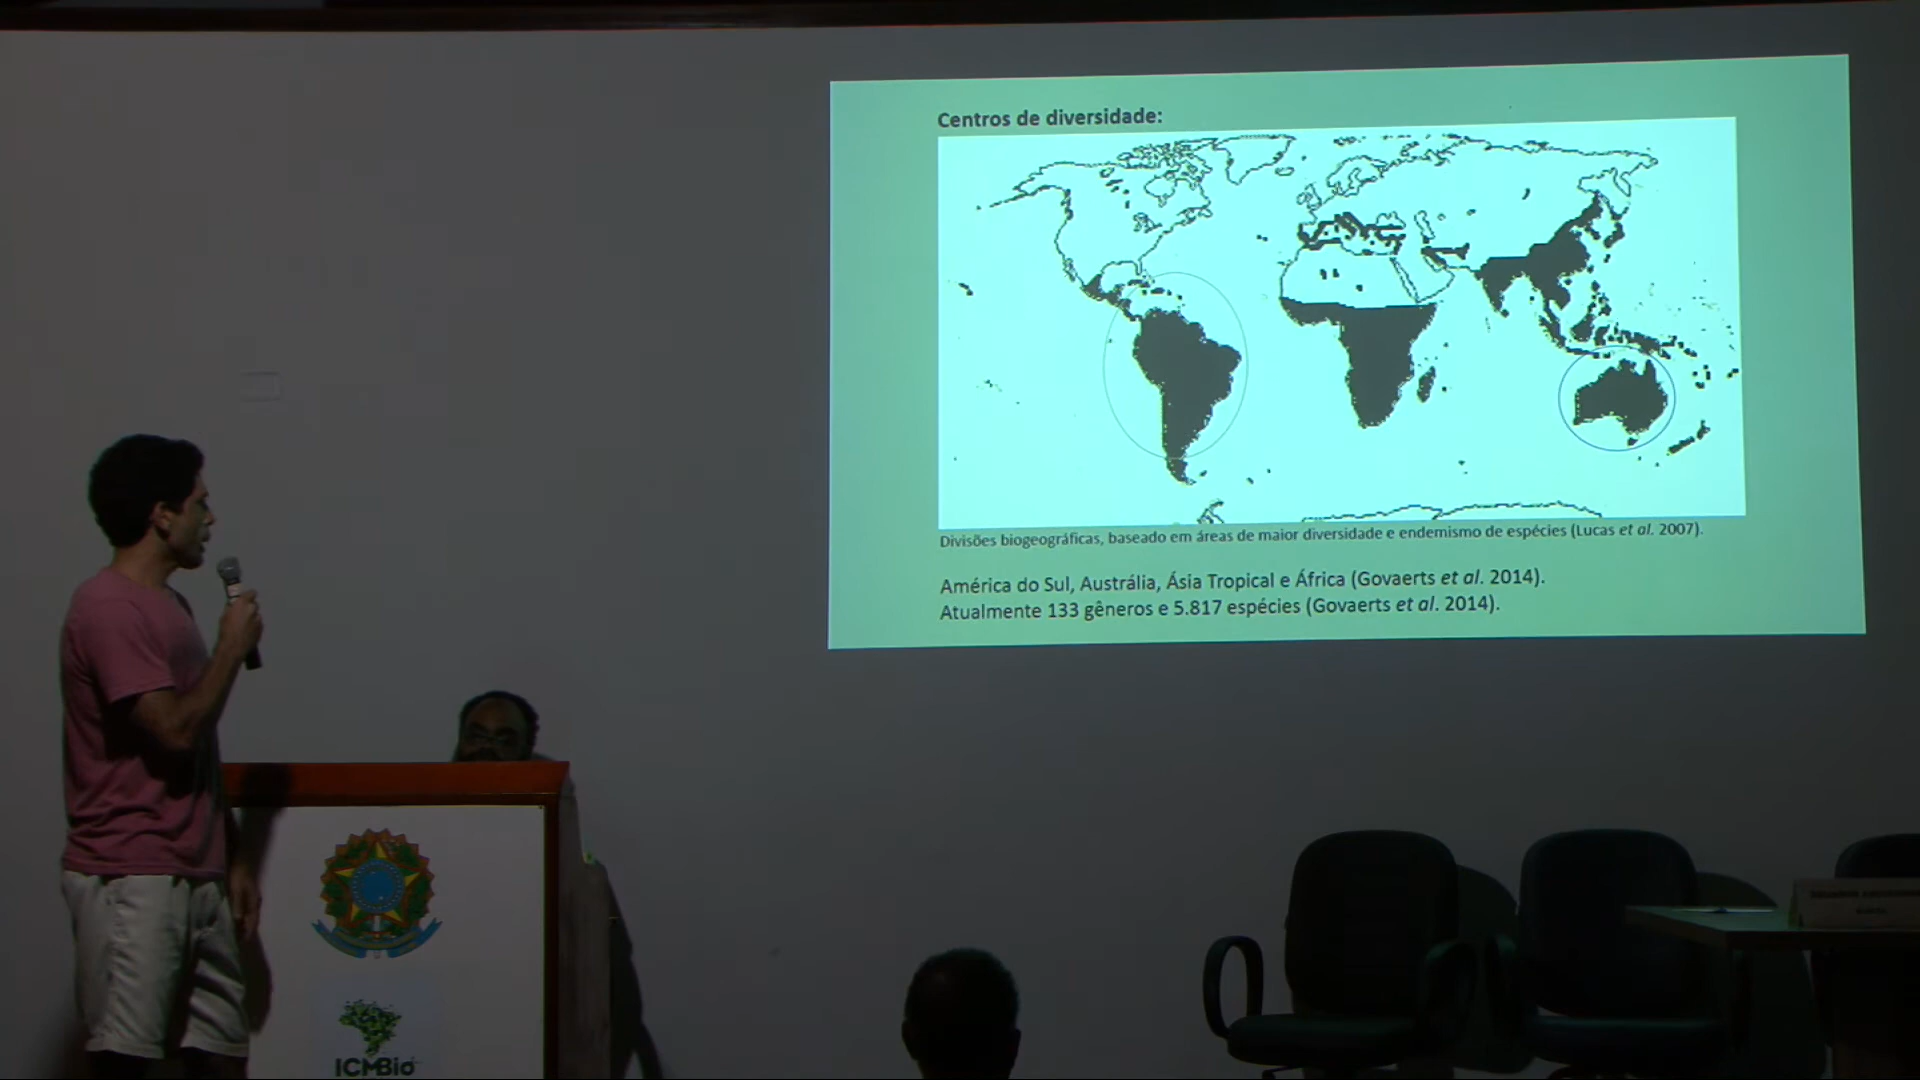 Centros de diversidade:
Divisões biogeográficas, baseado em áreas de maior diversidade e endemismo de espécies (Lucas et al. 2007).
América do Sul, Austrália, Ásia Tropical e África (Govaerts et al. 2014).
Atualmente 133 gêneros e 5.817 espécies (Govaerts et al. 2014).
ICMBio